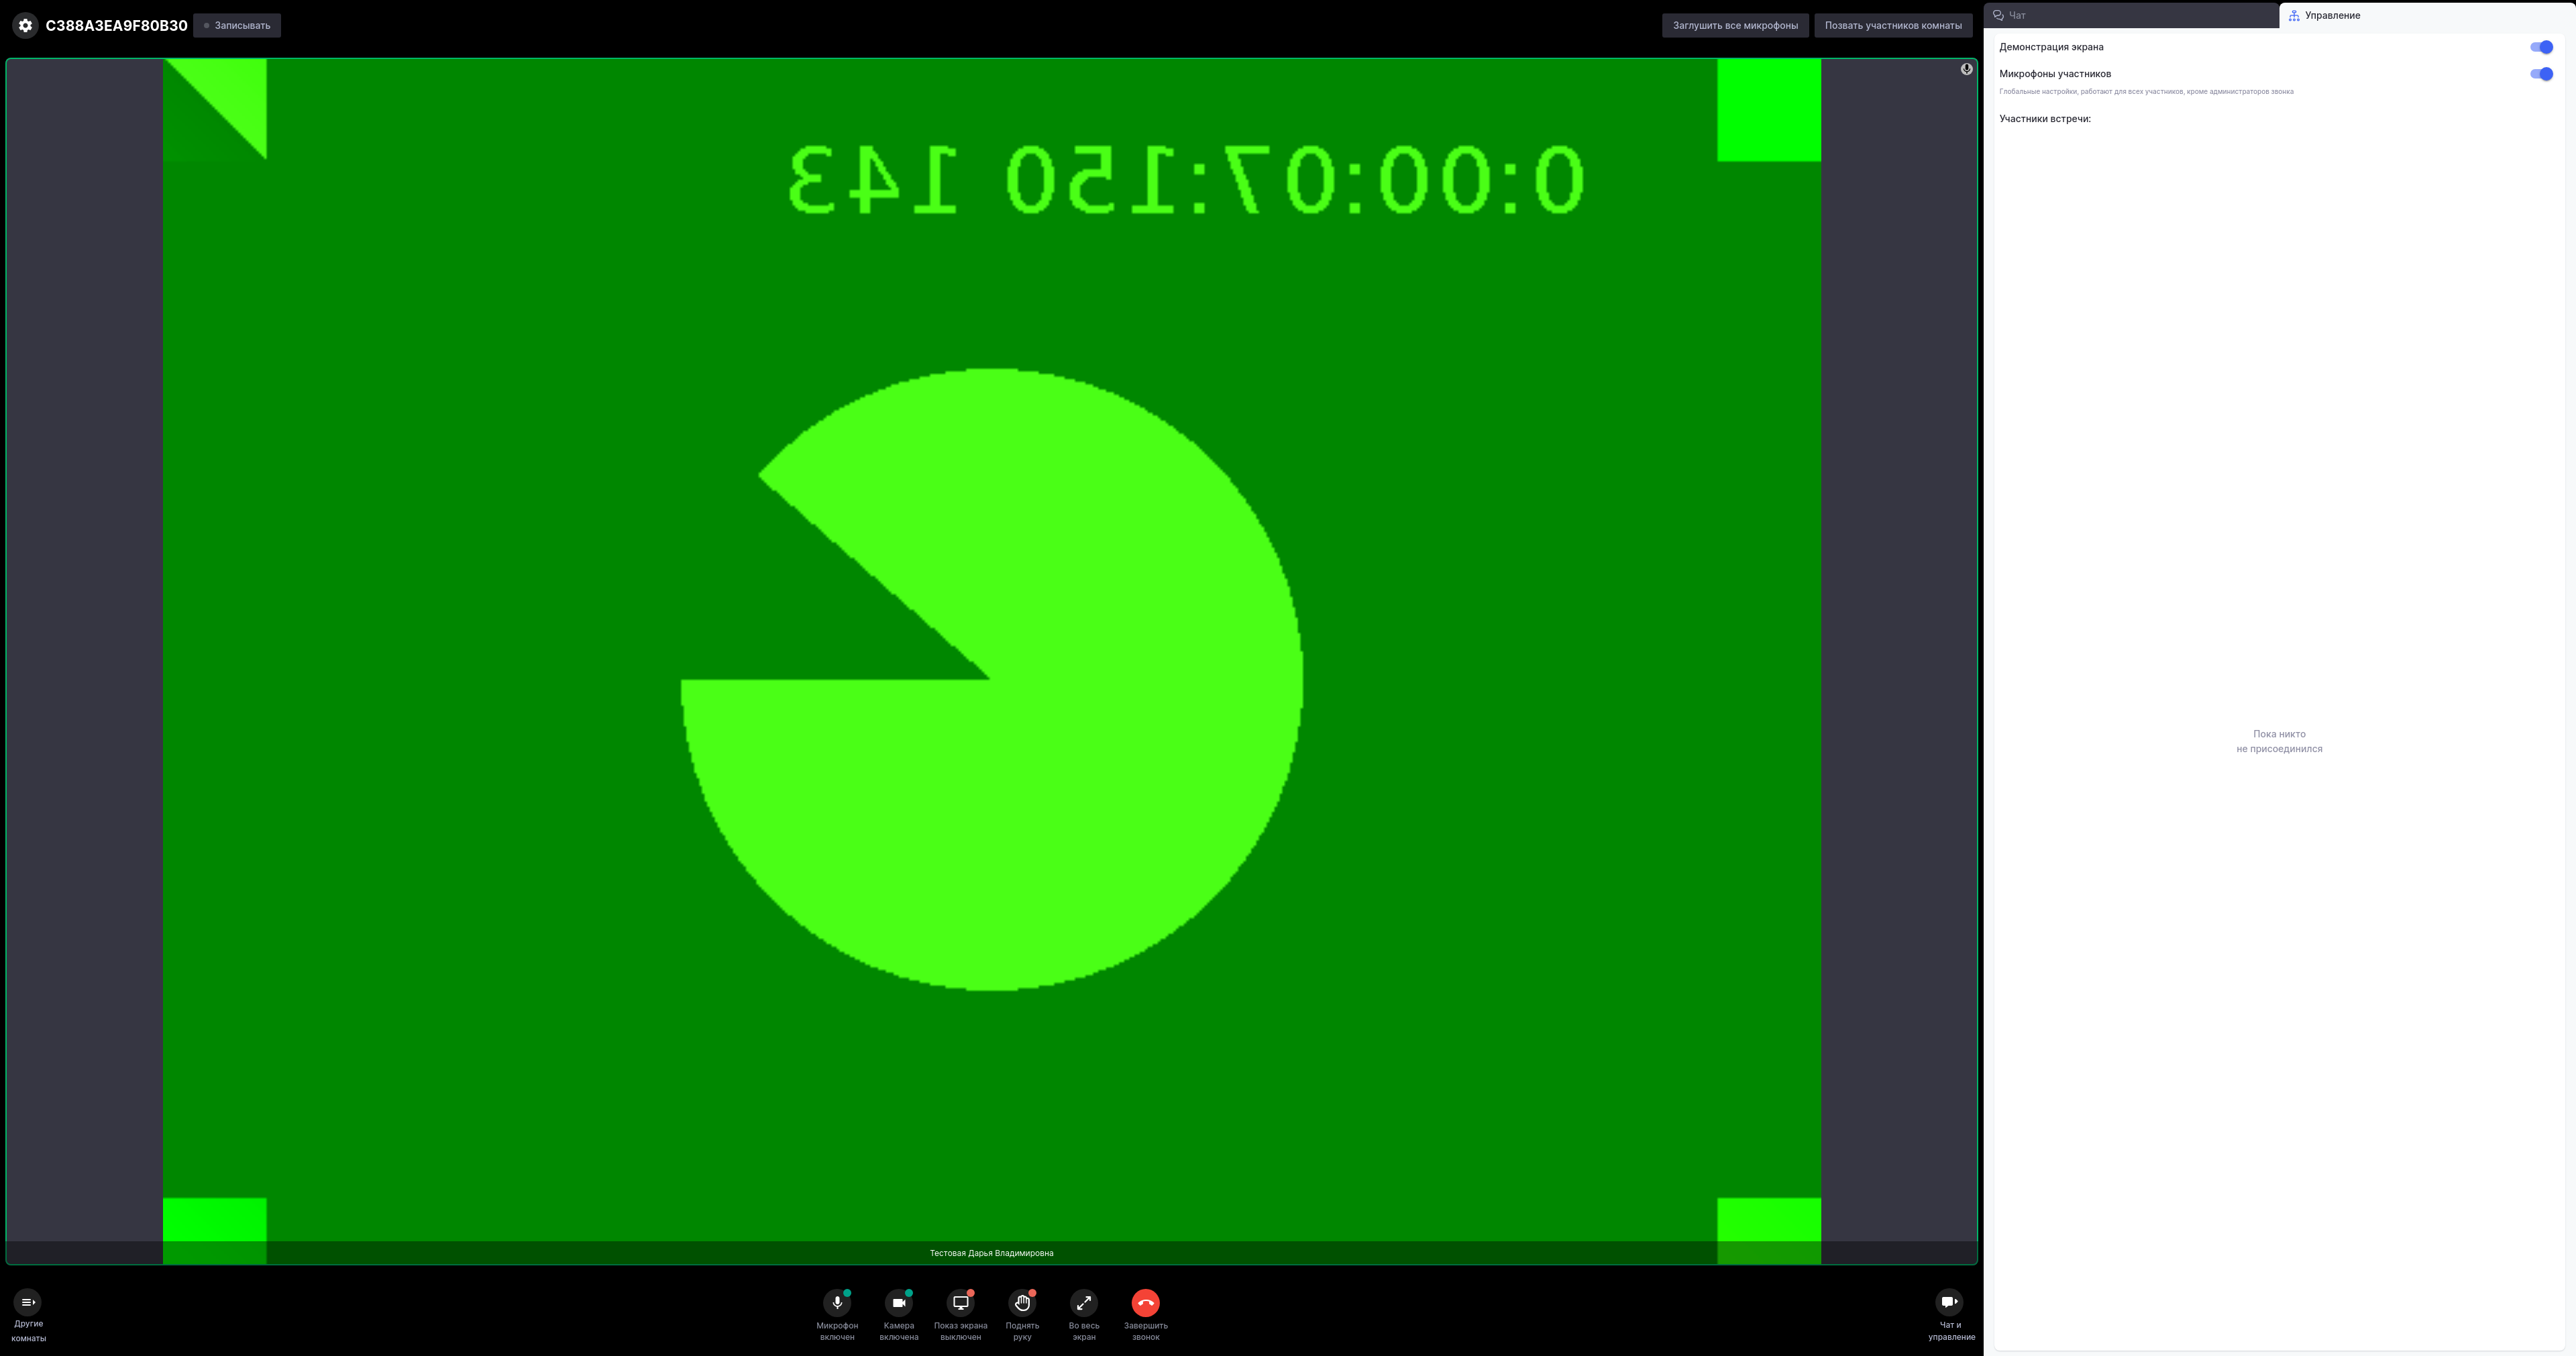 C388A3EA9F80B30
Записывать
Заглушить все микрофоны
Позвать участников комнаты
Чат
Управление
Демонстрация экрана
Микрофоны участников
Глобальные настройки, работают для всех участников, кроме администраторов звонка
Участники встречи:
0:00:07:150 143
Пока никто
не присоединился
Тестовая Дарья Владимировна
Другие
комнаты
Микрофон
включен
Камера
включена
Показ экрана
выключен
Поднять
руку
Во весь
экран
Завершить
звонок
Чат и
управление